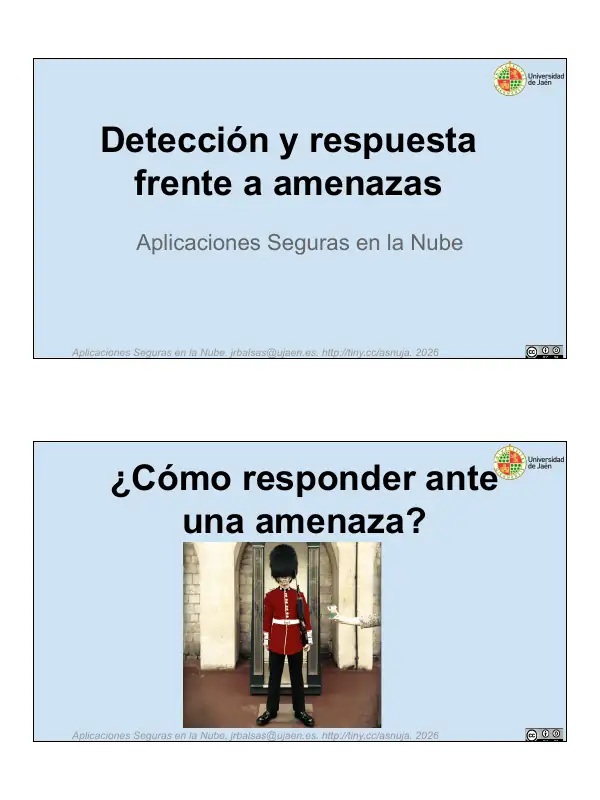 Universidad
de Jaén
Detección y respuesta
frente a amenazas
Aplicaciones Seguras en la Nube
Aplicaciones Seguras en la Nube. jrbalsas@ujaen.es. http://tiny.cc/asnuja. 2026
Universidad
de Jaén
¿Cómo responder ante
una amenaza?
Aplicaciones Seguras en la Nube. jrbalsas@ujaen.es. http://tiny.cc/asnuja. 2026